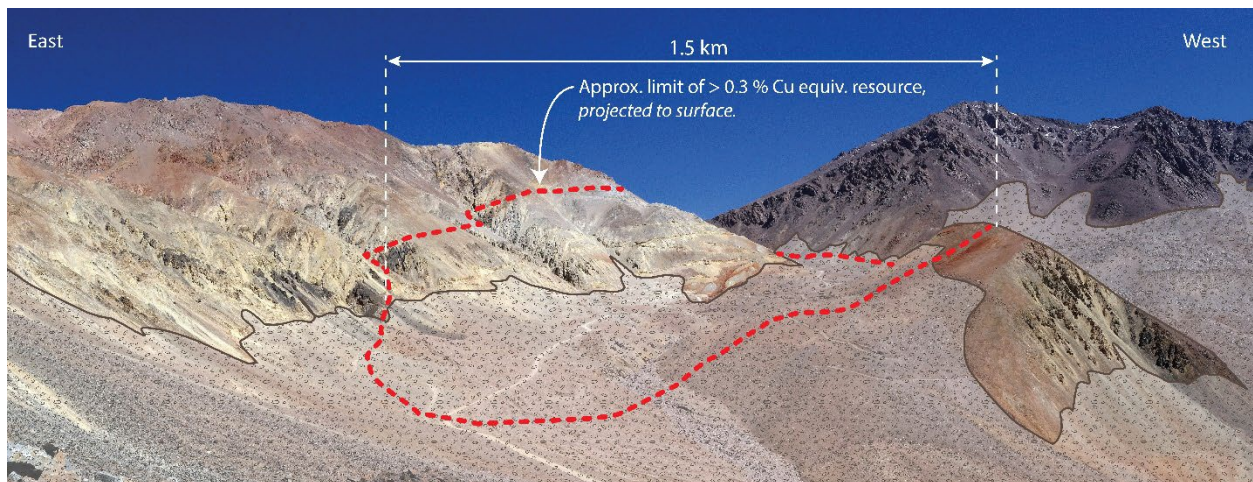 East
1.5 km
West
Approx. limit of > 0.3 % Cu equiv. resource,
projected to surface.